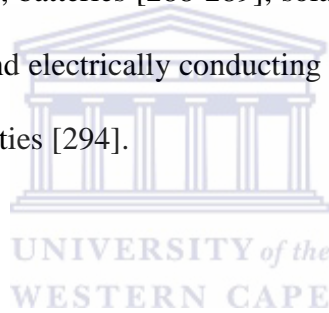 nd electrically conducting
ties [294].
UNIVERSITY of the
WESTERN CAPE